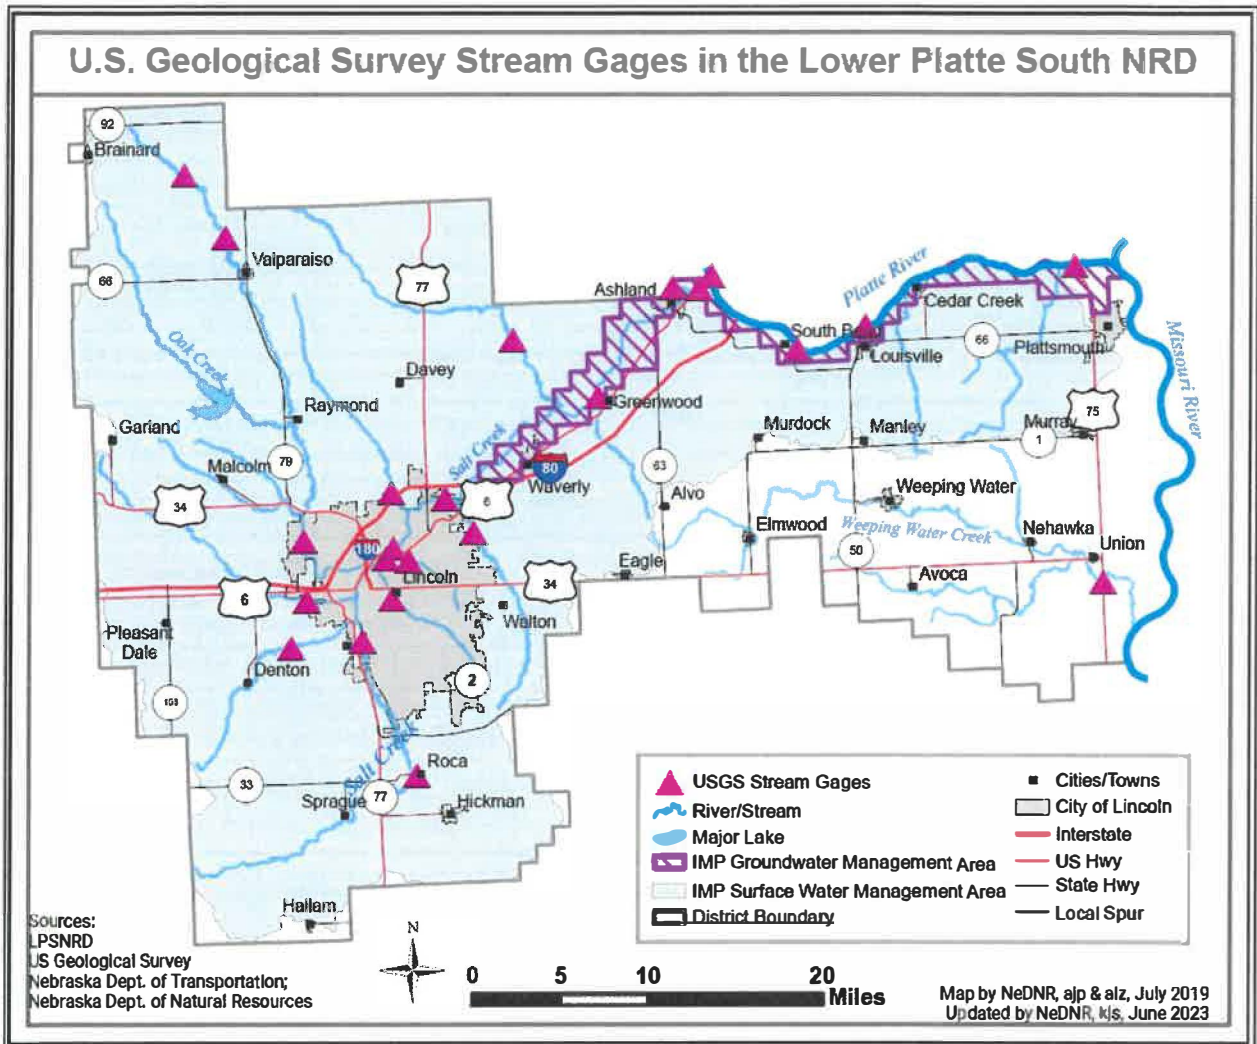 U.S. Geological Survey Stream Gages in the Lower Platte South NRD
92
Brainard
Valparaiso
66
77
Ashland
Platte River
Cedar Creek
South Bend
Louisville
66
Plattsmouth
Missouri River
Oak Creek
Davey
Raymond
Garland
Greenwood
75
Murdock
Manley
Murray
1
Malcolm
79
Salt Creek
80
Waverly
63
Alvo
Weeping Water
34
6
Elmwood
Weeping Water Creek
Nehawka
Union
180
50
Eagle
34
Avoca
Lincoln
6
Walton
Pleasant
Dale
Denton
2
103
Salt Creek
Roca
33
Sprague
77
Hickman
Hallam
USGS Stream Gages
River/Stream
Major Lake
IMP Groundwater Management Area
IMP Surface Water Management Area
District Boundary
Cities/Towns
City of Lincoln
Interstate
US Hwy
State Hwy
Local Spur
Sources:
LPSNRD
US Geological Survey
Nebraska Dept. of Transportation;
Nebraska Dept. of Natural Resources
N
0 5 10 20
Miles
Map by NeDNR, ajp & alz, July 2019
Updated by NeDNR, kjs, June 2023